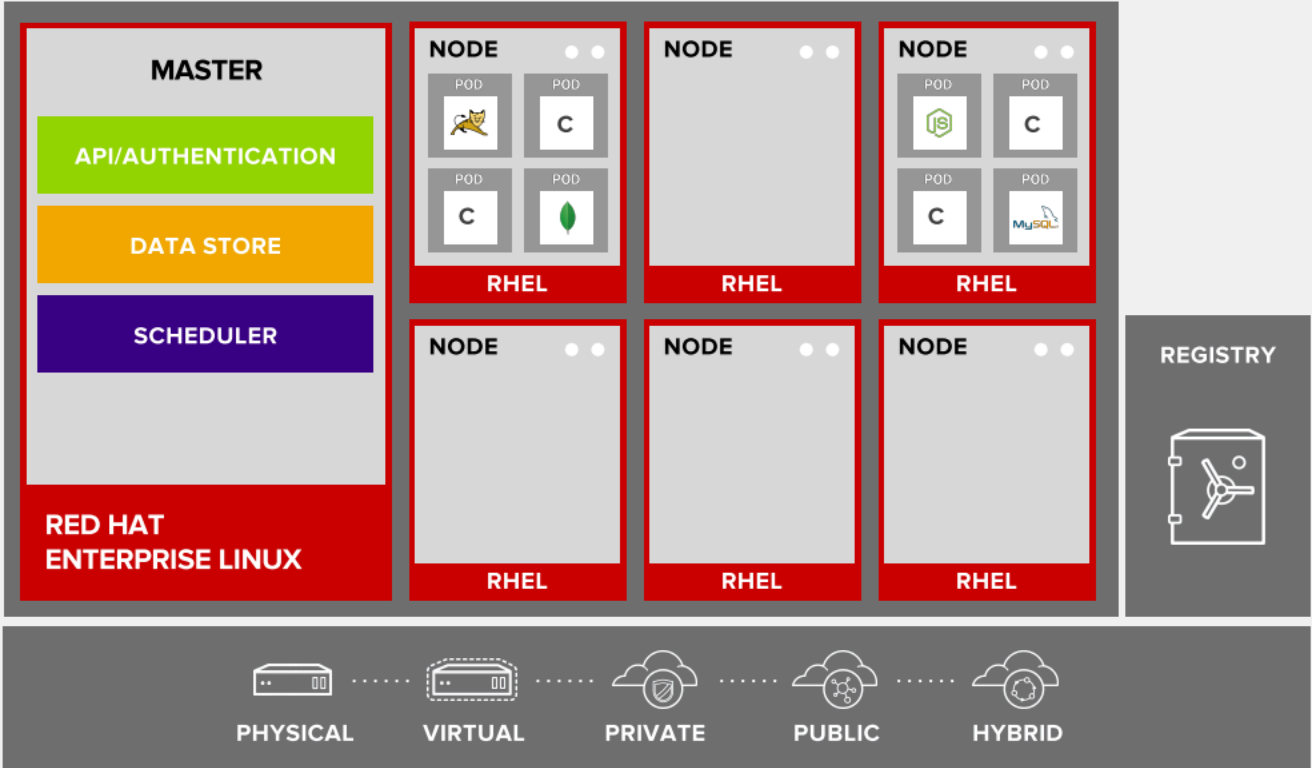 MASTER
API/AUTHENTICATION
DATA STORE
SCHEDULER
RED HAT
ENTERPRISE LINUX
NODE
POD
POD
C
POD
POD
C
RHEL
NODE
RHEL
NODE
POD
POD
JS
C
POD
POD
C
MySQL
RHEL
NODE
RHEL
NODE
RHEL
NODE
RHEL
REGISTRY
PHYSICAL
VIRTUAL
PRIVATE
PUBLIC
HYBRID